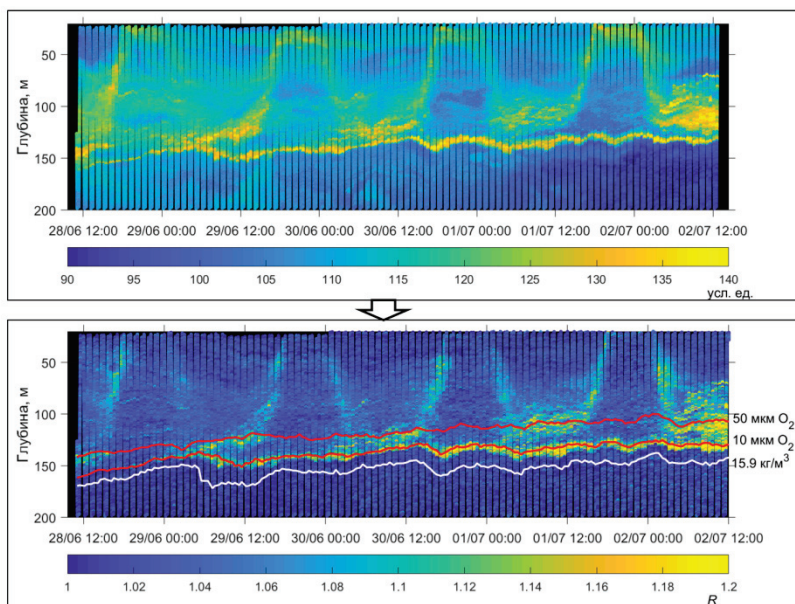 Глубина, м
50
100
150
200
28/06 12:00 29/06 00:00 29/06 12:00 30/06 00:00 30/06 12:00 01/07 00:00 01/07 12:00 02/07 00:00 02/07 12:00
90 95 100 105 110 115 120 125 130 135 140
усл. ед.
Глубина, м
50
100
150
200
50 мкм O2
10 мкм O2
15.9 кг/м3
28/06 12:00 29/06 00:00 29/06 12:00 30/06 00:00 30/06 12:00 01/07 00:00 01/07 12:00 02/07 00:00 02/07 12:00
1 1.02 1.04 1.06 1.08 1.1 1.12 1.14 1.16 1.18 1.2
R